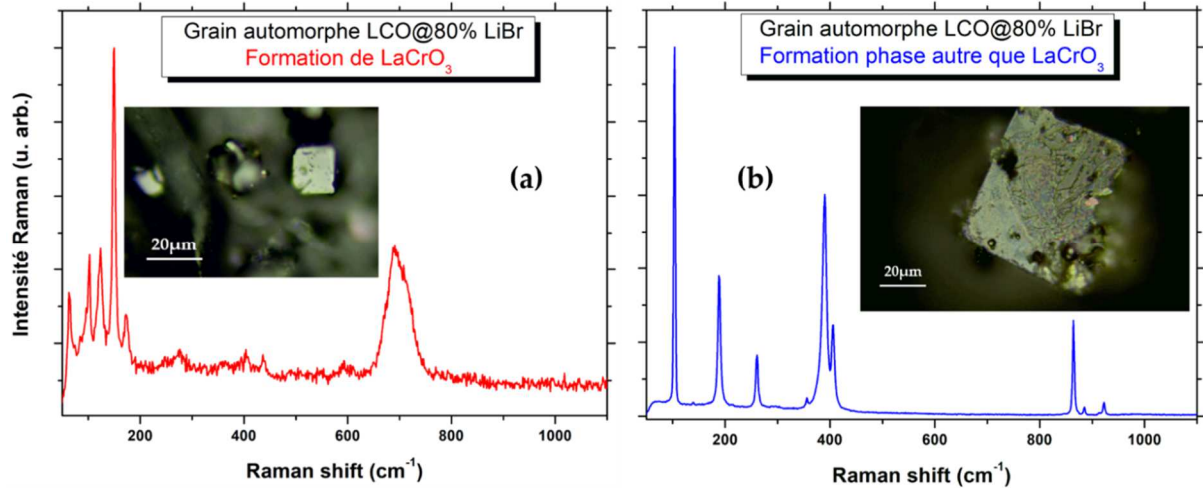 Grain automorphe LCO@80% LiBr
Formation de LaCrO₃
(a)
20µm
Intensité Raman (u. arb.)
200 400 600 800 1000
Raman shift (cm⁻¹)
Grain automorphe LCO@80% LiBr
Formation phase autre que LaCrO₃
(b)
20µm
200 400 600 800 1000
Raman shift (cm⁻¹)